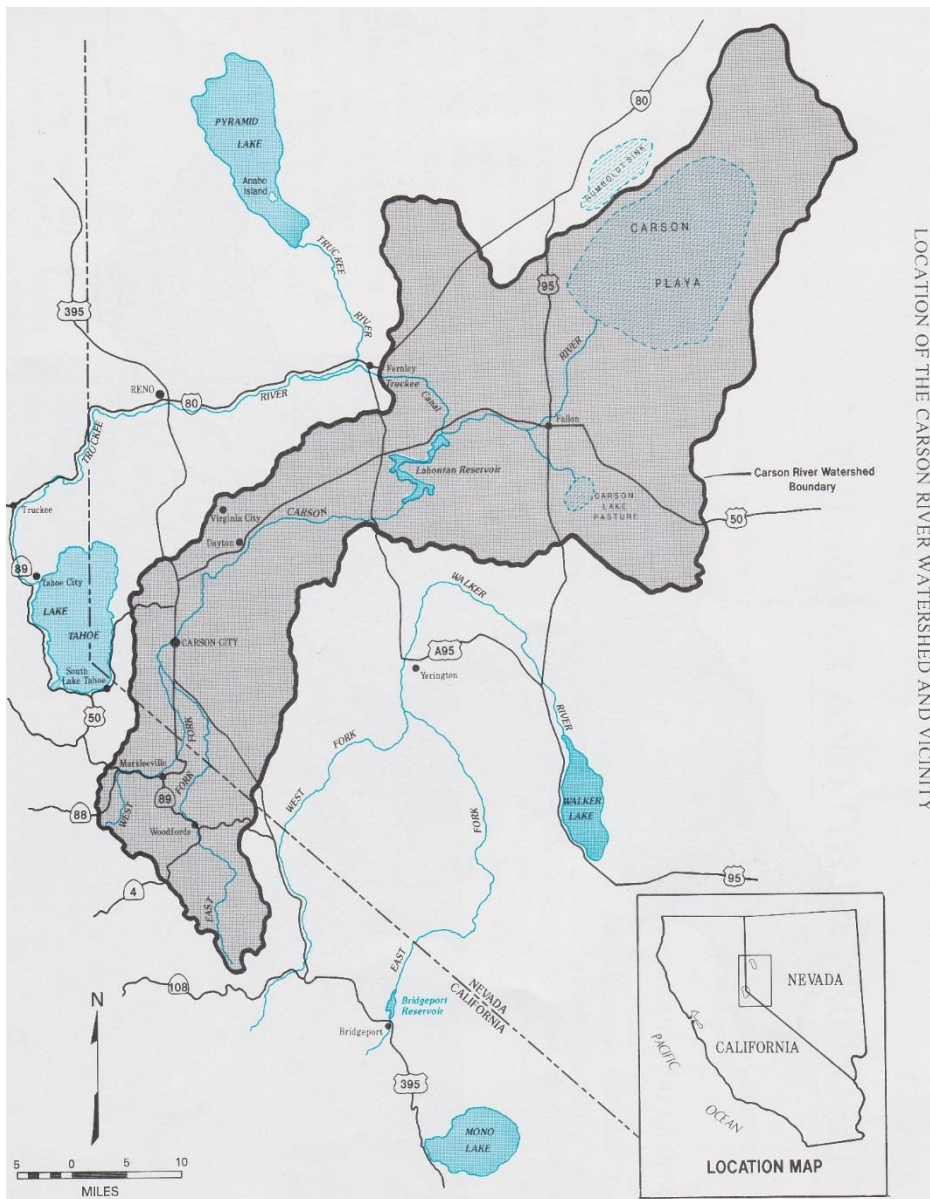 LOCATION OF THE CARSON RIVER WATERSHED AND VICINITY
PYRAMID
LAKE
Anaho
Island
TRUCKEE
RIVER
80
HUMBOLDT SINK
CARSON
PLAYA
395
95
RIVER
Fernley
Truckee
Canal
RENO
80
RIVER
TRUCKEE
Fallon
Lahontan Reservoir
Carson River Watershed
Boundary
CARSON
LAKE
PASTURE
50
Truckee
Virginia City
CARSON
Dayton
89
Tahoe City
LAKE
TAHOE
WALKER
RIVER
CARSON CITY
A95
Yerington
South
Lake Tahoe
50
FORK
Markleeville
FORK
89
88
WEST
Woodfords
WEST
FORK
FORK
WALKER
LAKE
4
EAST
95
108
EAST
NEVADA
CALIFORNIA
Bridgeport
Reservoir
Bridgeport
395
MONO
LAKE
N
5 0 5 10
MILES
NEVADA
CALIFORNIA
PACIFIC
OCEAN
LOCATION MAP